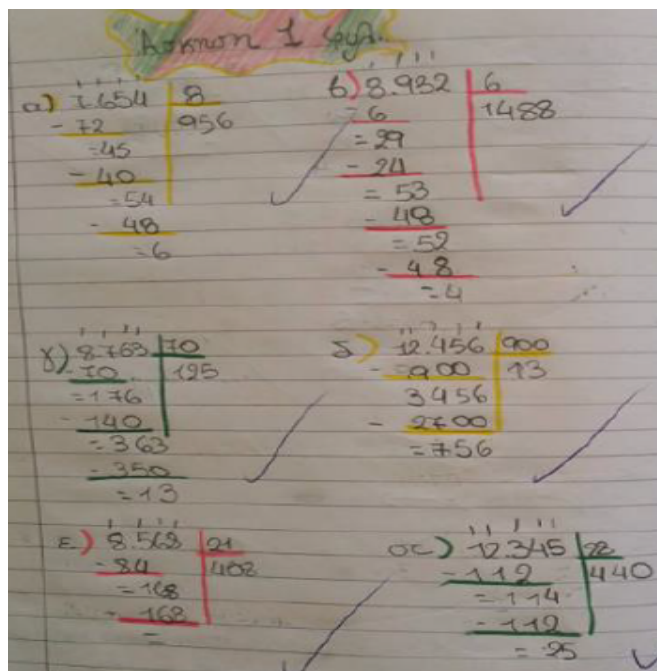 1 φυλ.
α) 7.654 8
- 72 956
=45
- 40
=54
- 48
=6
β) 8.932 6
- 6 1488
=29
- 24
=53
- 48
=52
- 48
=4
γ) 8.763 70
- 70 125
=176
- 140
=363
- 350
=13
δ) 12.456 900
- 900 13
3456
- 2700
=756
ε) 8.568 21
- 84 408
=168
- 168
=
στ) 12.345 28
- 112 440
=114
- 112
=25